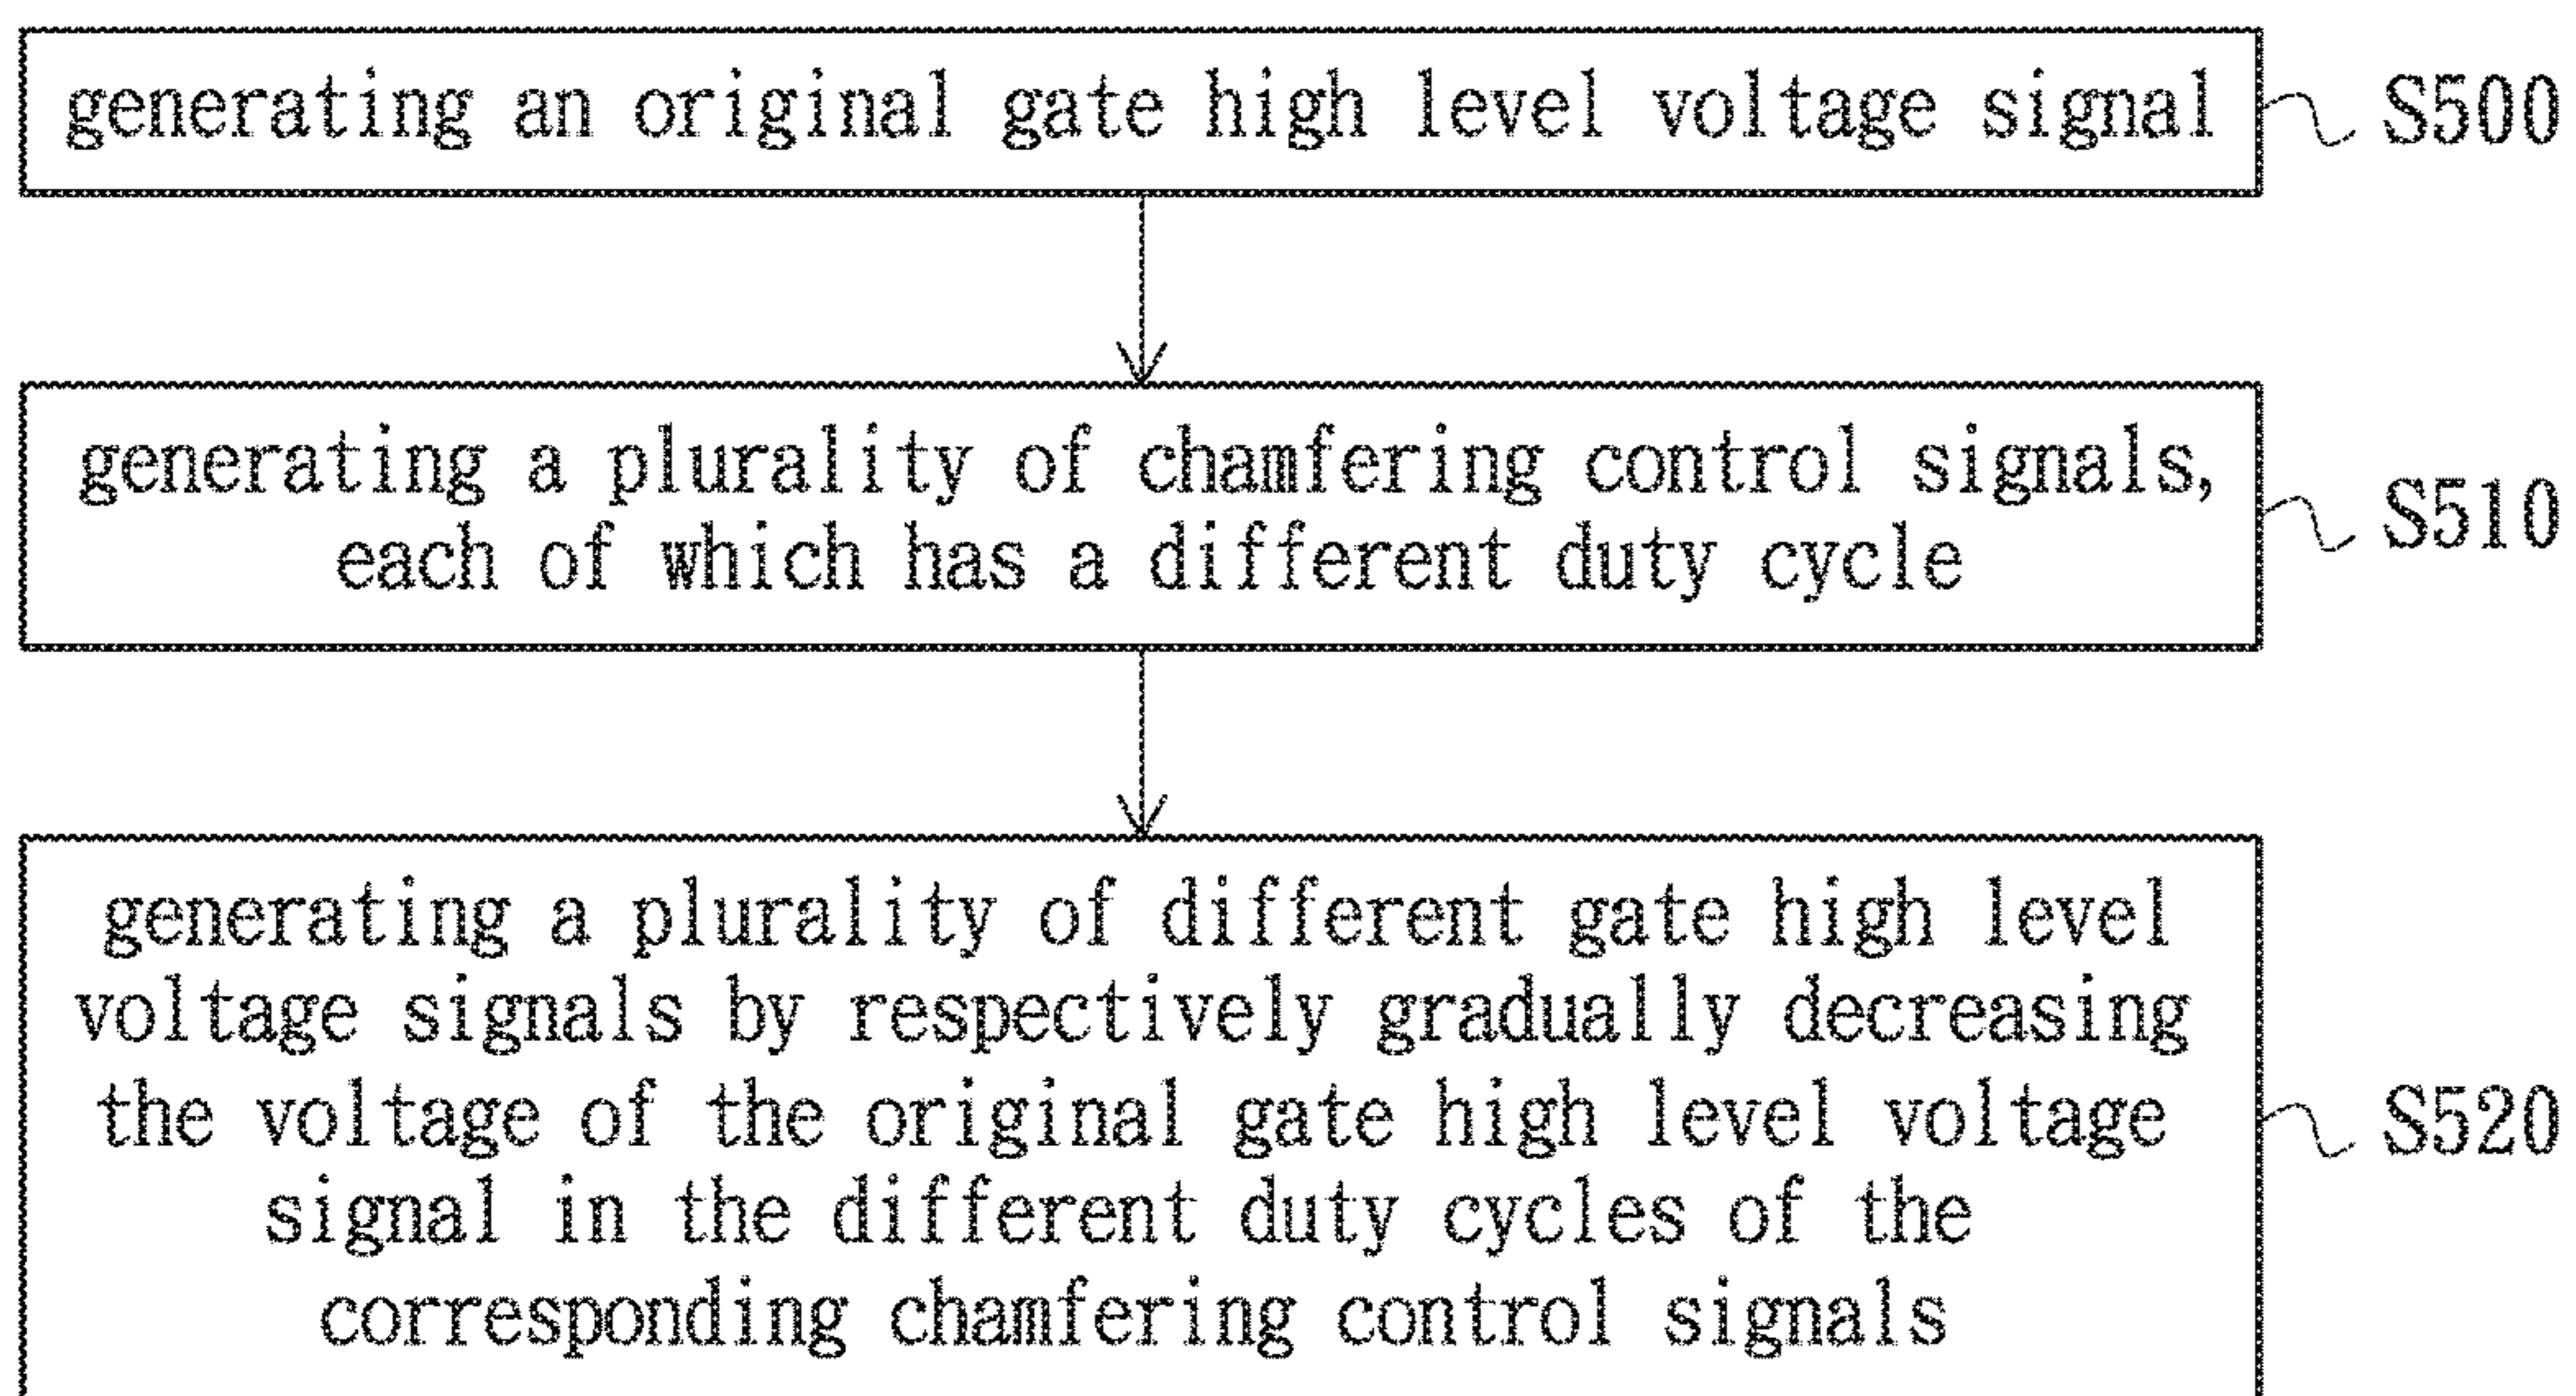 generating an original gate high level voltage signal S500
generating a plurality of chamfering control signals,
each of which has a different duty cycle
S510
generating a plurality of different gate high level
voltage signals by respectively gradually decreasing
the voltage of the original gate high level voltage
signal in the different duty cycles of the
corresponding chamfering control signals
S520